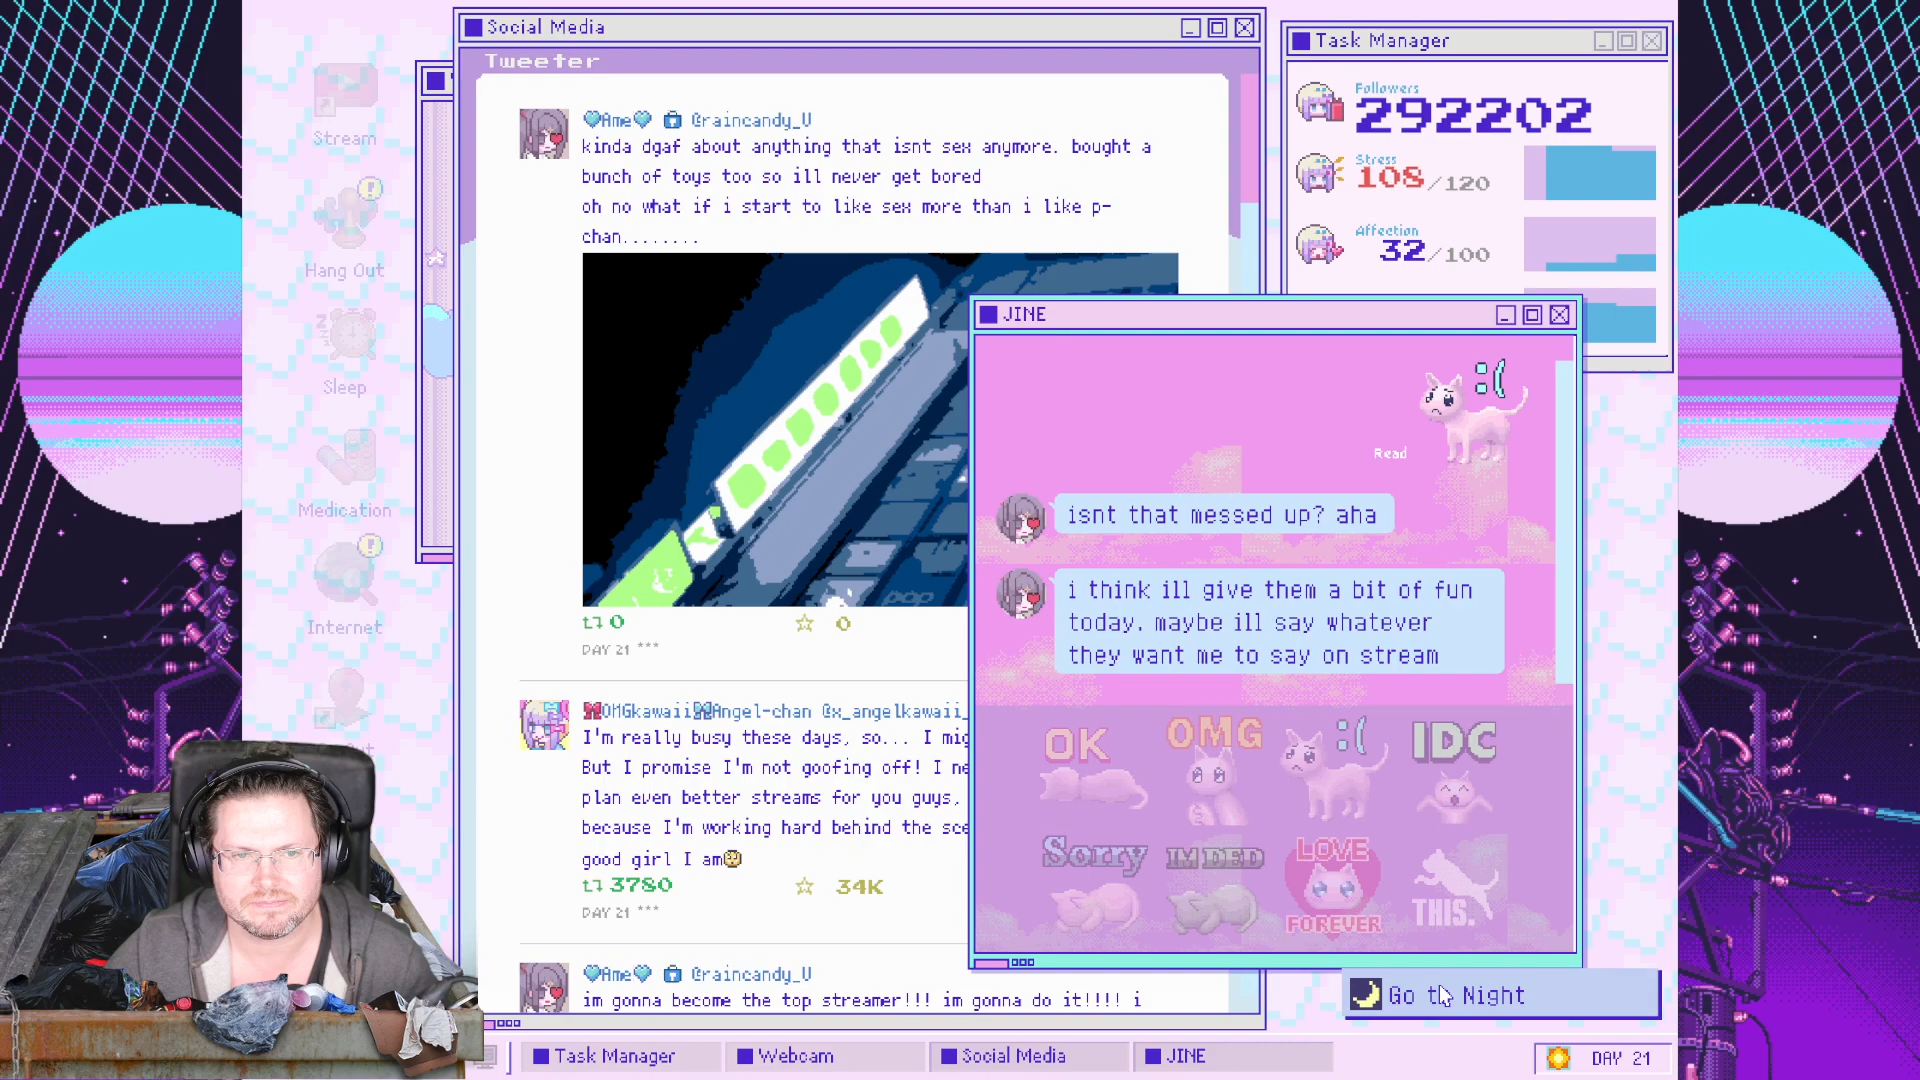 Social Media
Task Manager
Tweeter
Stream
Hang Out
Sleep
Medication
Internet
Ame @raincandy_U
kinda dgaf about anything that isnt sex anymore. bought a
bunch of toys too so ill never get bored
oh no what if i start to like sex more than i like p-
chan........
0
0
DAY 21 ***
OMGkawaii Angel-chan @x_angelkawaii_
I'm really busy these days, so... I mig
But I promise I'm not goofing off! I ne
plan even better streams for you guys,
because I'm working hard behind the sce
good girl I am
3780
34K
DAY 21 ***
Ame @raincandy_U
im gonna become the top streamer!!! im gonna do it!!!! i
Followers
292202
Stress
108/120
Affection
32/100
JINE
:(
Read
isnt that messed up? aha
i think ill give them a bit of fun
today. maybe ill say whatever
they want me to say on stream
OK
OMG
:(
IDC
Sorry
IM DED
LOVE
FOREVER
THIS.
Go to Night
Task Manager
Webcam
Social Media
JINE
DAY 21